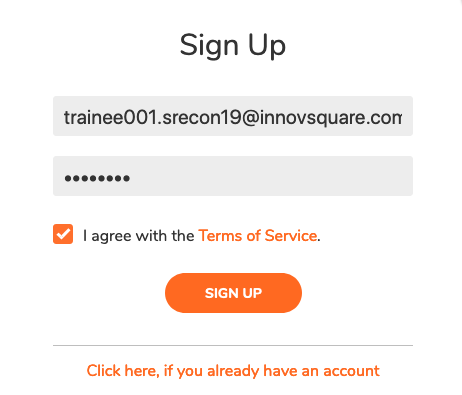 Sign Up
trainee001.srecon19@innovsquare.com
••••••••
I agree with the Terms of Service.
SIGN UP
Click here, if you already have an account